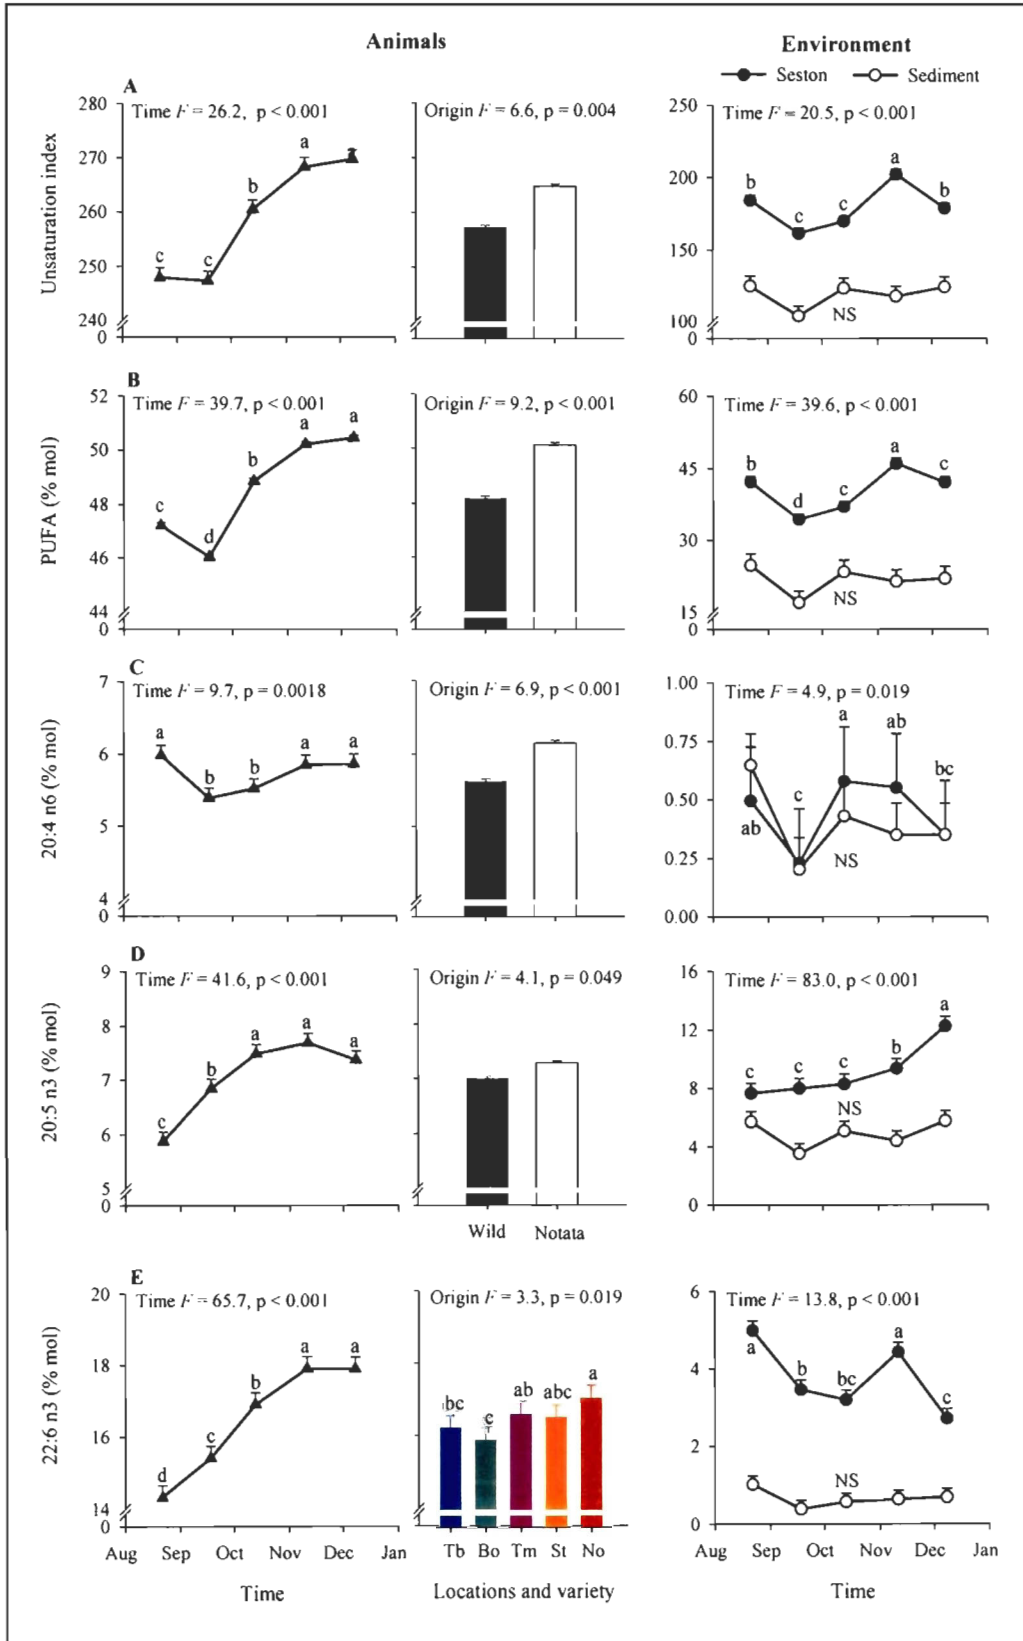 Animals
Environment
Seston
Sediment
A
Unsaturation index
280
270
260
250
240
0
Time F = 26.2, p < 0.001
c
c
b
a
Origin F = 6.6, p = 0.004
250
200
150
100
0
Time F = 20.5, p < 0.001
b
c
c
a
b
NS
B
PUFA (% mol)
52
50
48
46
44
0
Time F = 39.7, p < 0.001
c
d
b
a
a
Origin F = 9.2, p < 0.001
60
45
30
15
0
Time F = 39.6, p < 0.001
b
d
c
a
c
NS
C
20:4 n6 (% mol)
7
6
5
4
0
Time F = 9.7, p = 0.0018
a
b
b
a
a
Origin F = 6.9, p < 0.001
1.00
0.75
0.50
0.25
0.00
Time F = 4.9, p = 0.019
ab
c
a
ab
bc
NS
D
20:5 n3 (% mol)
9
8
7
6
5
0
Time F = 41.6, p < 0.001
c
b
a
a
a
Origin F = 4.1, p = 0.049
Wild Notata
16
12
8
4
0
Time F = 83.0, p < 0.001
c
c
c
b
a
NS
E
22:6 n3 (% mol)
20
18
16
14
0
Time F = 65.7, p < 0.001
d
c
b
a
a
Aug Sep Oct Nov Dec Jan
Time
Origin F = 3.3, p = 0.019
bc
c
ab
abc
a
Tb Bo Tm St No
Locations and variety
6
4
2
0
Time F = 13.8, p < 0.001
a
b
bc
a
c
NS
Aug Sep Oct Nov Dec Jan
Time